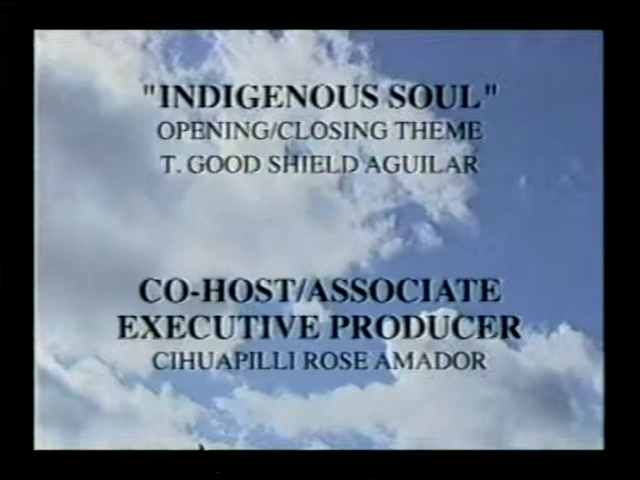 "INDIGENOUS SOUL"
OPENING/CLOSING THEME
T. GOOD SHIELD AGUILAR
CO-HOST/ASSOCIATE
EXECUTIVE PRODUCER
CIHUAPILLI ROSE AMADOR